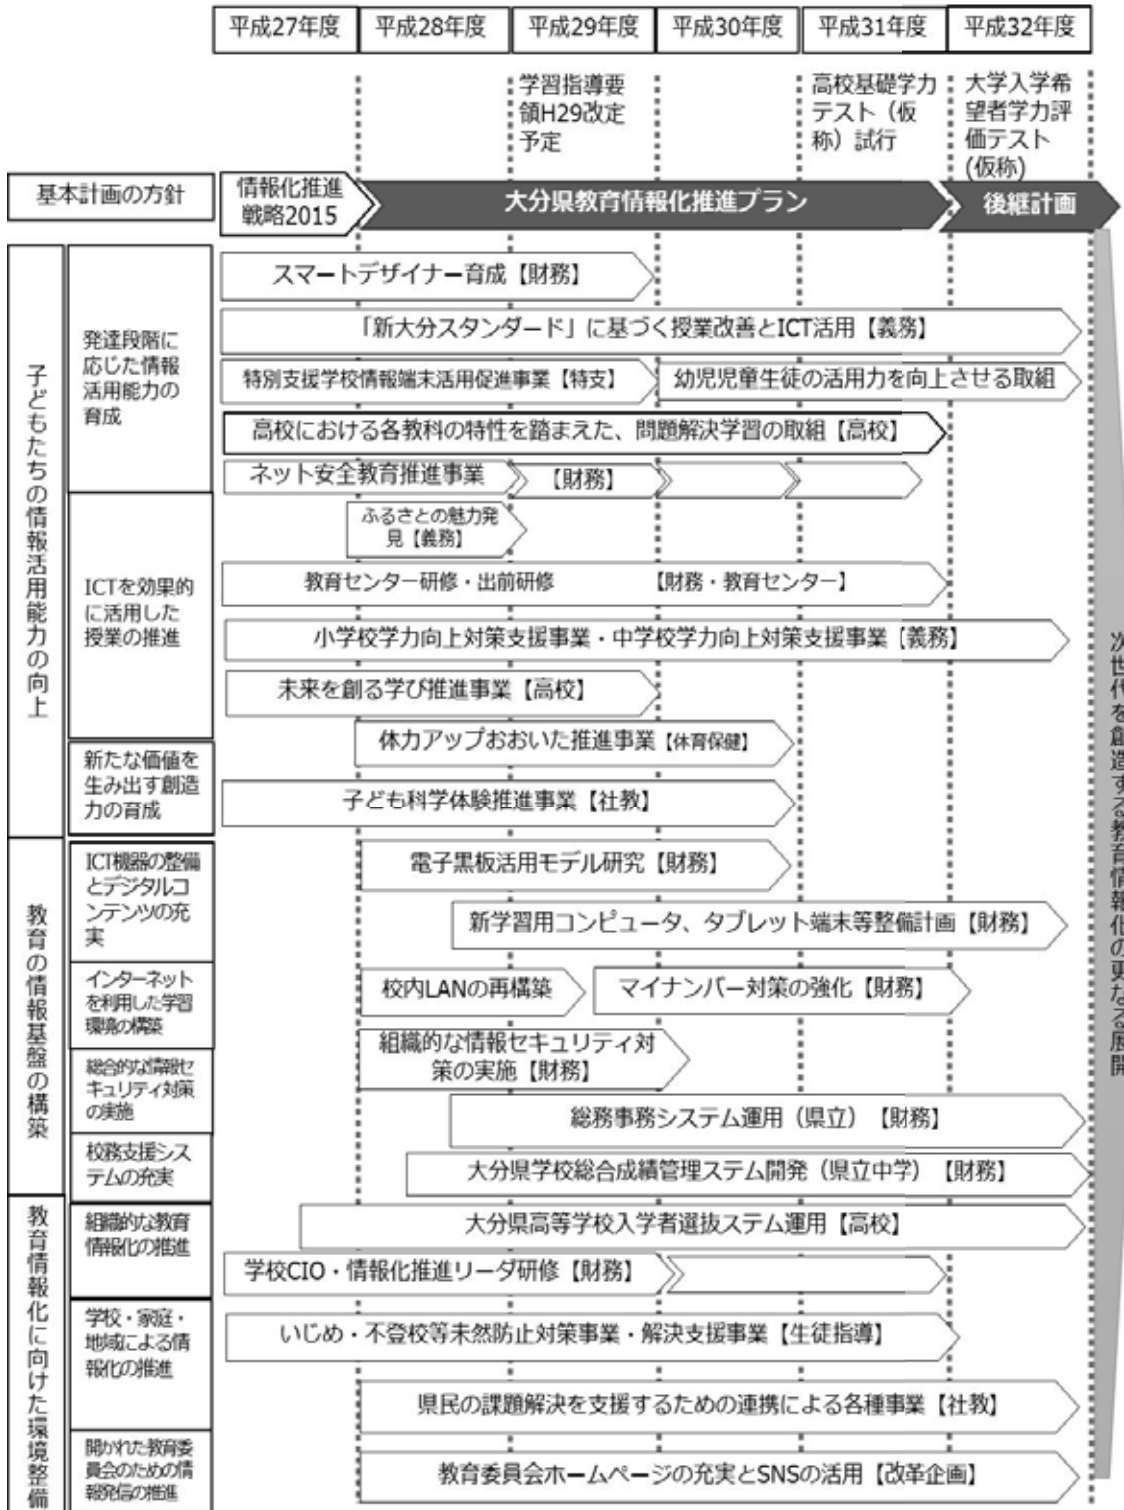 平成27年度 平成28年度 平成29年度 平成30年度 平成31年度 平成32年度
学習指導要
領H29改定
予定
高校基礎学力
テスト（仮
称）試行
大学入学希
望者学力評
価テスト
(仮称)
基本計画の方針
情報化推進
戦略2015
大分県教育情報化推進プラン
後継計画
子どもたちの情報活用能力の向上
発達段階に
応じた情報
活用能力の
育成
スマートデザイナー育成【財務】
「新大分スタンダード」に基づく授業改善とICT活用【義務】
特別支援学校情報端末活用促進事業【特支】
幼児児童生徒の活用力を向上させる取組
高校における各教科の特性を踏まえた、問題解決学習の取組【高校】
ネット安全教育推進事業 【財務】
ICTを効果的
に活用した
授業の推進
ふるさとの魅力発
見【義務】
教育センター研修・出前研修 【財務・教育センター】
小学校学力向上対策支援事業・中学校学力向上対策支援事業【義務】
未来を創る学び推進事業【高校】
体力アップおおいた推進事業【体育保健】
新たな価値を
生み出す創造
力の育成
子ども科学体験推進事業【社教】
教育の情報基盤の構築
ICT機器の整備
とデジタルコ
ンテンツの充
実
電子黒板活用モデル研究【財務】
新学習用コンピュータ、タブレット端末等整備計画【財務】
インターネット
を利用した学習
環境の構築
校内LANの再構築
マイナンバー対策の強化【財務】
総合的な情報セ
キュリティ対策
の実施
組織的な情報セキュリティ対
策の実施【財務】
総務事務システム運用（県立）【財務】
校務支援シス
テムの充実
大分県学校総合成績管理ステム開発（県立中学）【財務】
教育情報化に向けた環境整備
組織的な教育
情報化の推進
大分県高等学校入学者選抜ステム運用【高校】
学校CIO・情報化推進リーダ研修【財務】
学校・家庭・
地域による情
報化の推進
いじめ・不登校等未然防止対策事業・解決支援事業【生徒指導】
県民の課題解決を支援するための連携による各種事業【社教】
開かれた教育委
員会のための情
報発信の推進
教育委員会ホームページの充実とSNSの活用【改革企画】
次世代を創造する教育情報化の更なる展開